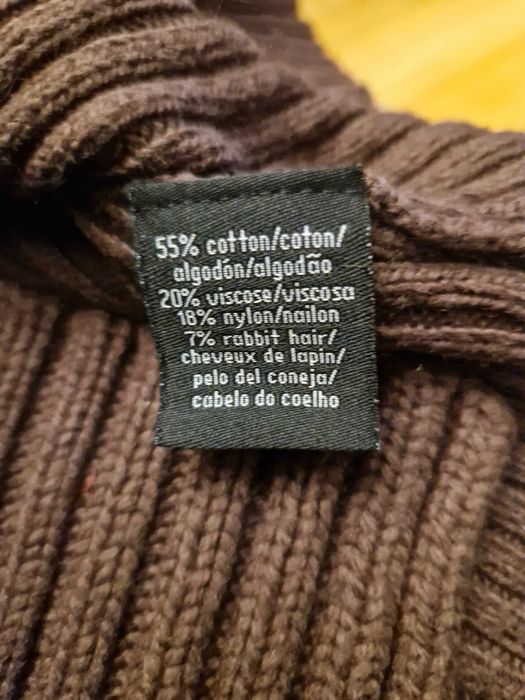 55% cotton/coton/
algodón/algodão
20% viscose/viscosa
18% nylon/nailon
7% rabbit hair/
cheveux de lapin/
pelo del coneja/
cabelo do coelho